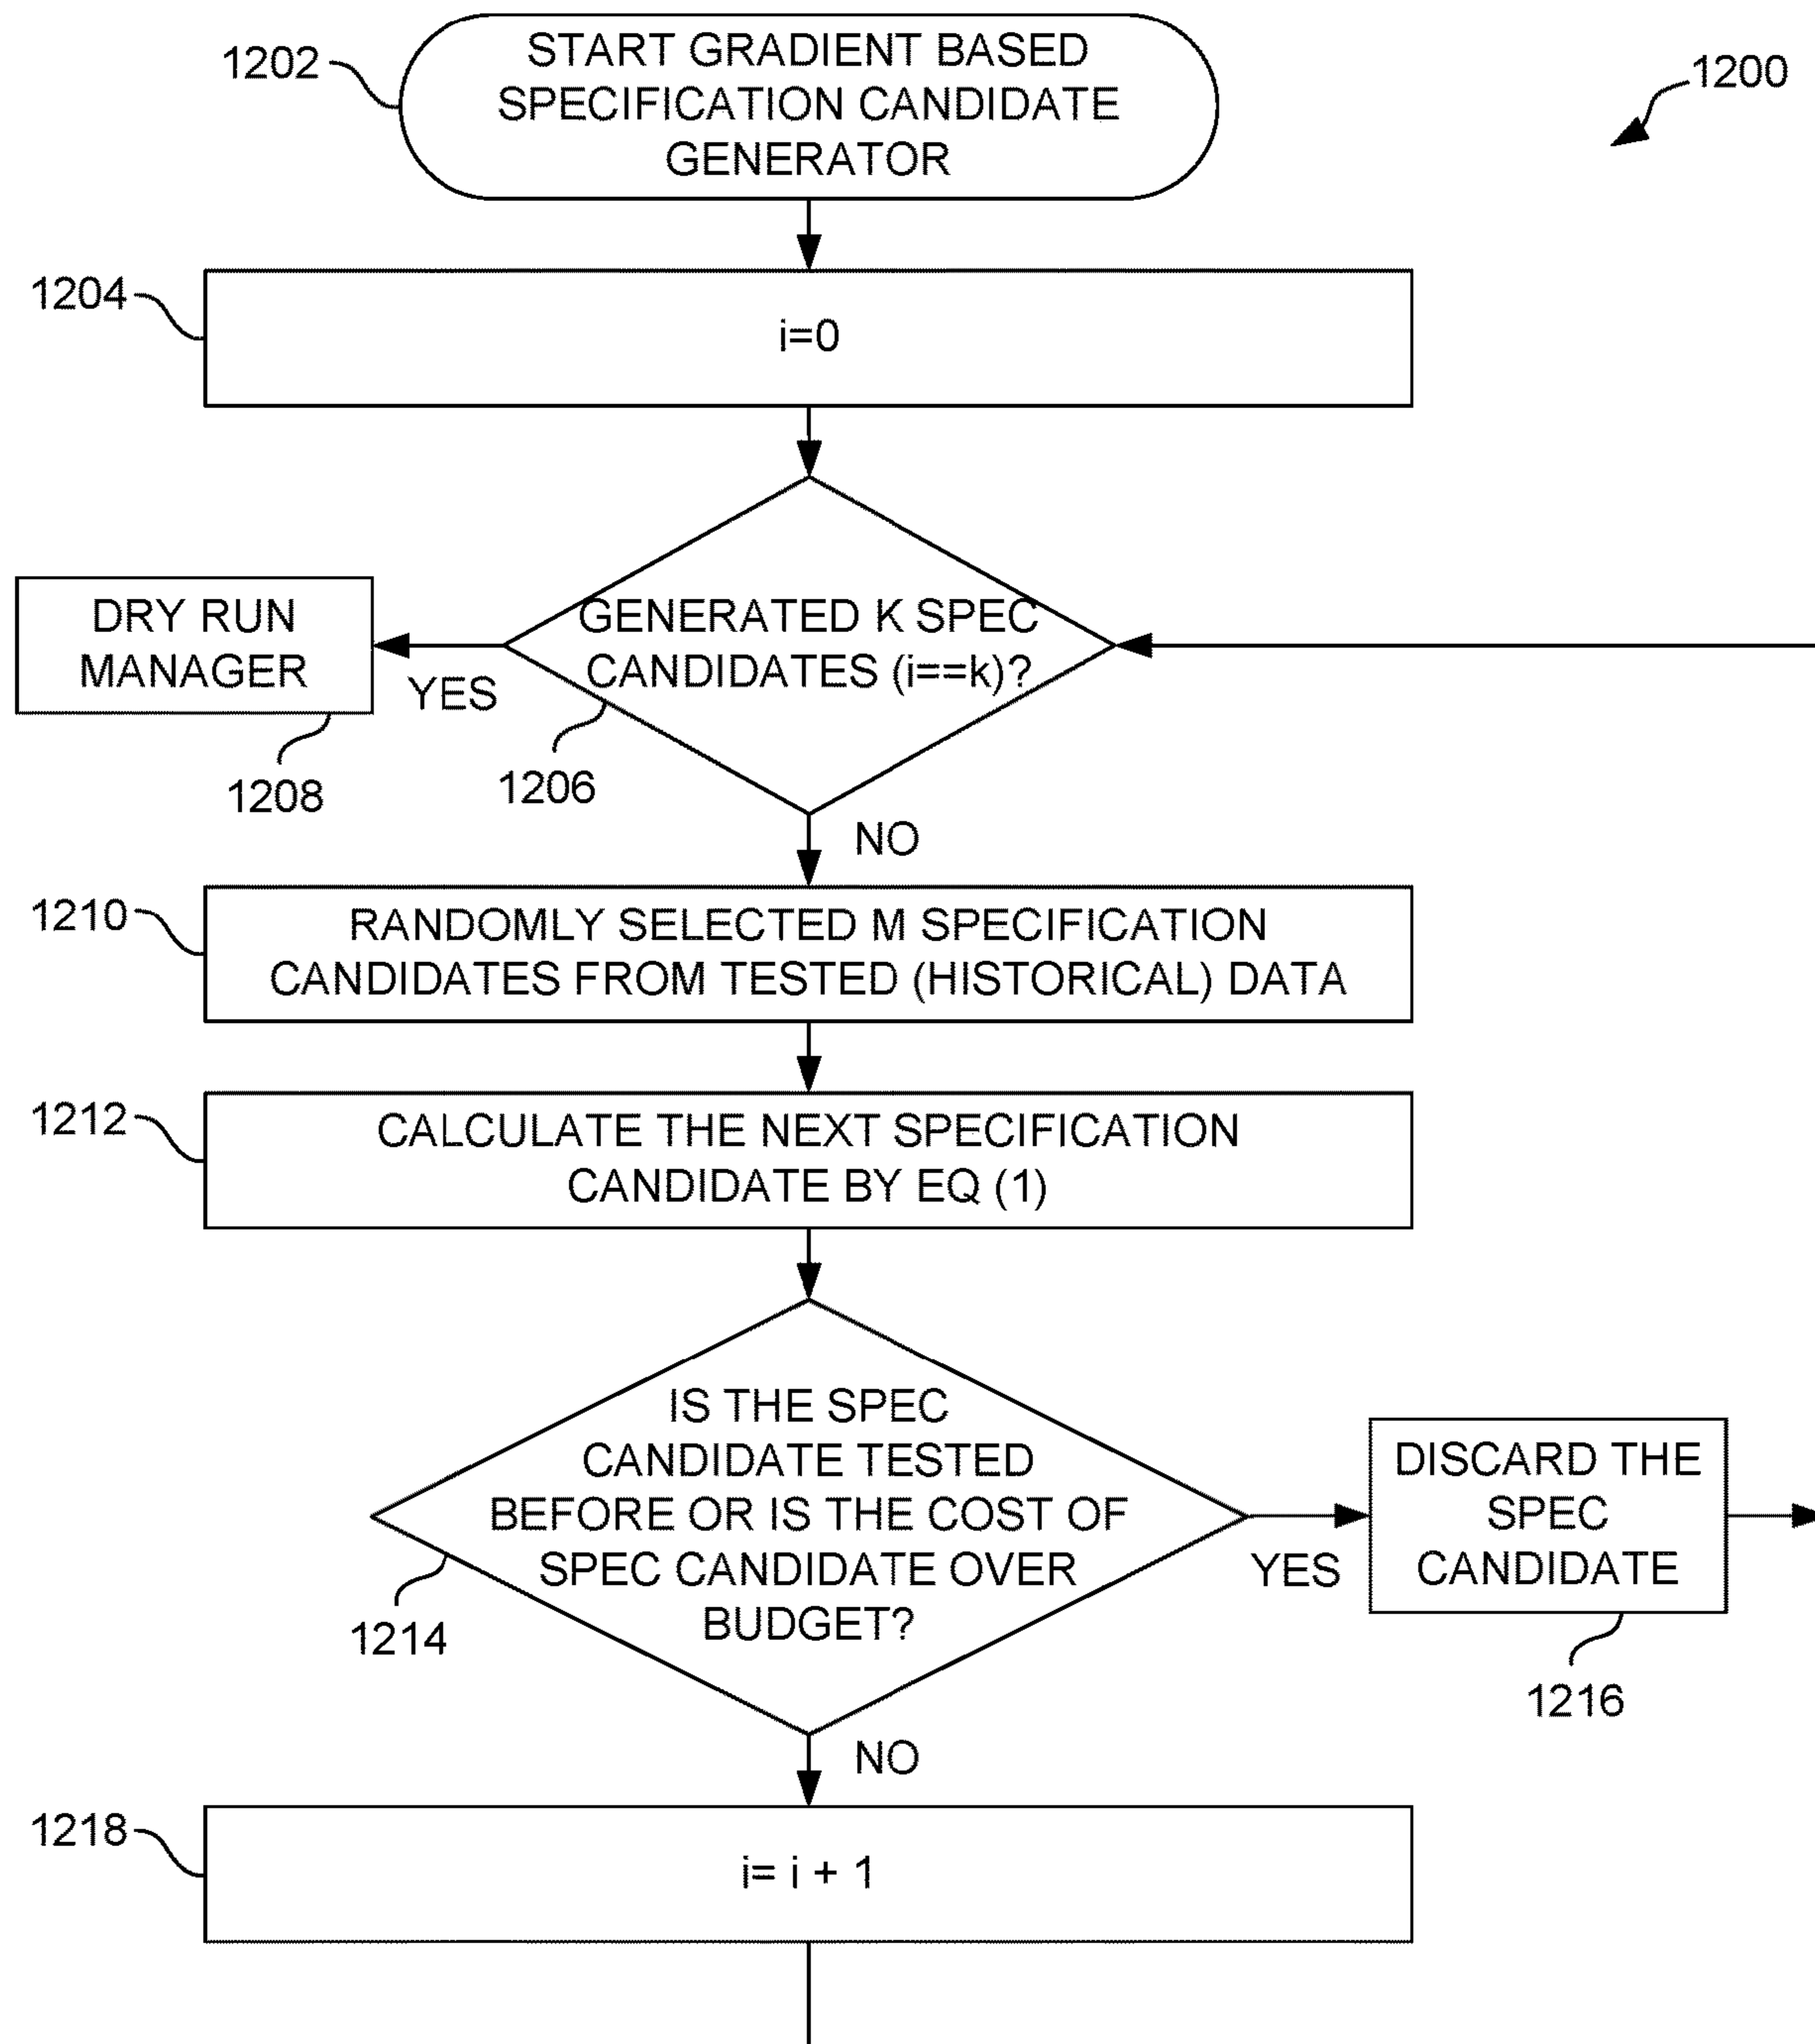 1202
START GRADIENT BASED
SPECIFICATION CANDIDATE
GENERATOR
1200
1204
i=0
DRY RUN
MANAGER
1208
YES
GENERATED K SPEC
CANDIDATES (i==k)?
1206
NO
1210
RANDOMLY SELECTED M SPECIFICATION
CANDIDATES FROM TESTED (HISTORICAL) DATA
1212
CALCULATE THE NEXT SPECIFICATION
CANDIDATE BY EQ (1)
IS THE SPEC
CANDIDATE TESTED
BEFORE OR IS THE COST OF
SPEC CANDIDATE OVER
BUDGET?
1214
YES
DISCARD THE
SPEC
CANDIDATE
1216
NO
1218
i= i + 1